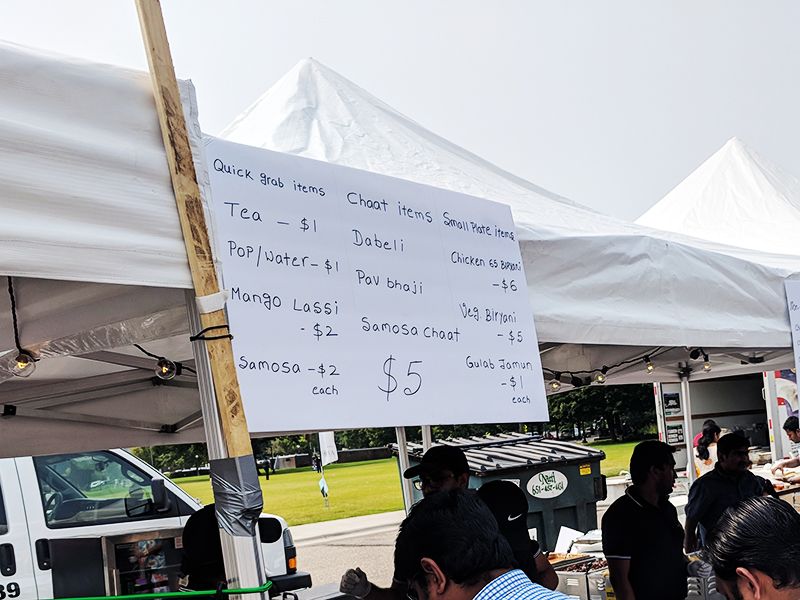 Quick grab items
Tea - $1
Pop/Water - $1
Mango Lassi
- $2
Samosa - $2
each
Chaat items
Dabeli
Pav bhaji
Samosa Chaat
$5
Small Plate items
Chicken 65 Biryani
- $6
Veg. Biryani
- $5
Gulab Jamun
- $1
each